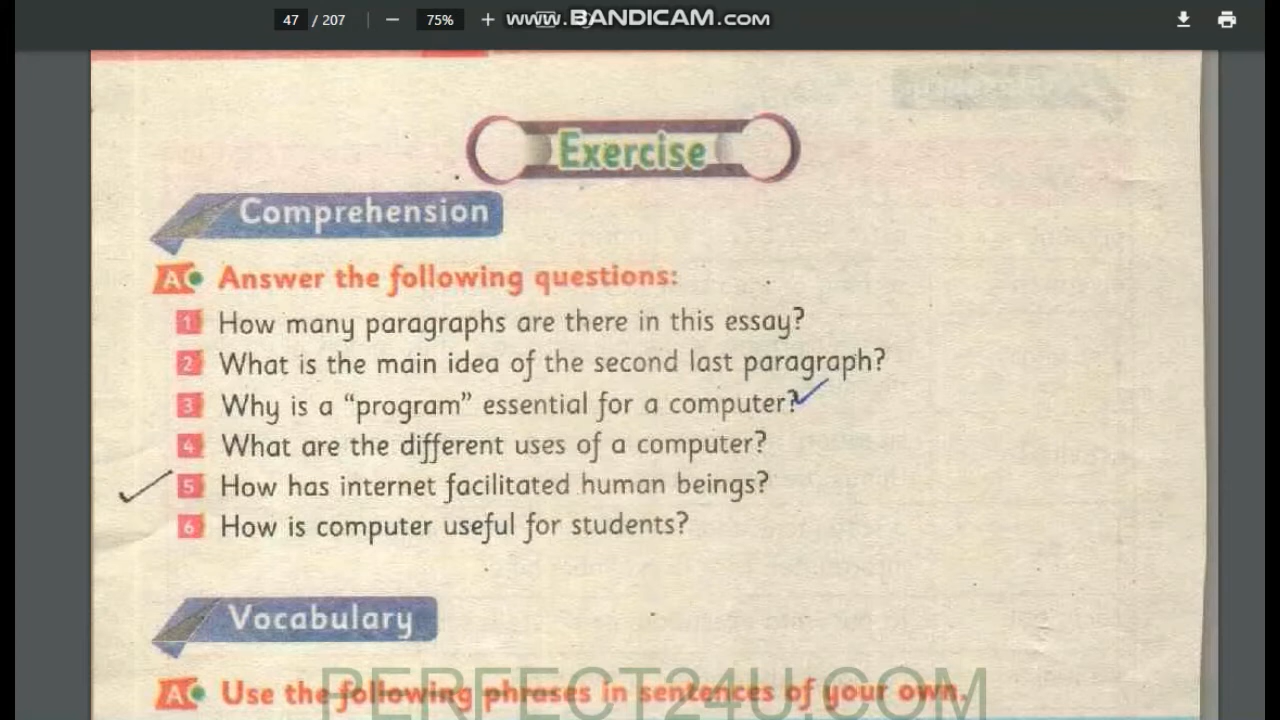 47 / 207 75% www.BANDICAM.com
Exercise
Comprehension
A Answer the following questions:
1 How many paragraphs are there in this essay?
2 What is the main idea of the second last paragraph?
3 Why is a “program” essential for a computer?
4 What are the different uses of a computer?
5 How has internet facilitated human beings?
6 How is computer useful for students?
Vocabulary
A Use the following phrases in sentences of your own.
PERFECT24U.COM